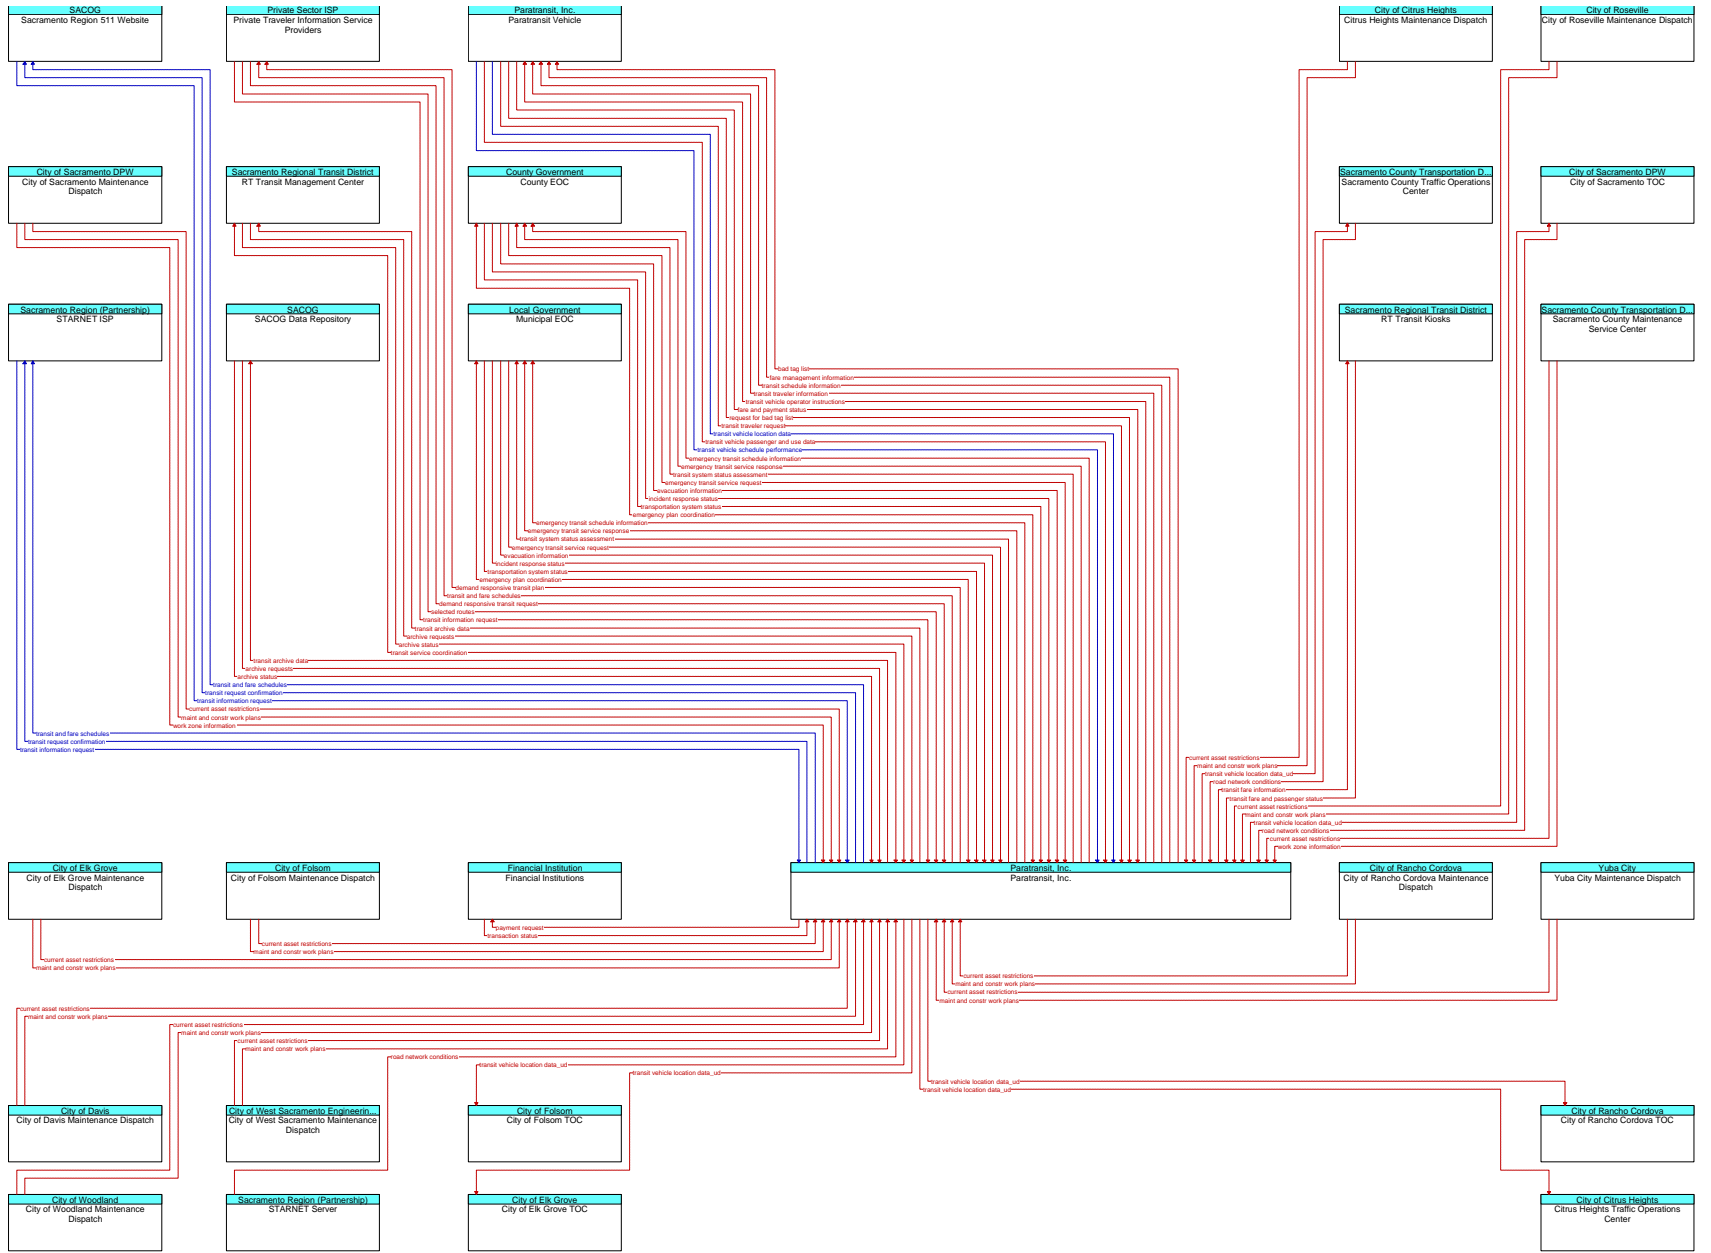 SACOG
Sacramento Region 511 Website
Private Sector ISP
Private Traveler Information Service
Providers
Paratransit, Inc.
Paratransit Vehicle
City of Citrus Heights
Citrus Heights Maintenance Dispatch
City of Roseville
City of Roseville Maintenance Dispatch
City of Sacramento DPW
City of Sacramento Maintenance
Dispatch
Sacramento Regional Transit District
RT Transit Management Center
County Government
County EOC
Sacramento County Transportation D...
Sacramento County Traffic Operations
Center
City of Sacramento DPW
City of Sacramento TOC
Sacramento Region (Partnership)
STARNET ISP
SACOG
SACOG Data Repository
Local Government
Municipal EOC
Sacramento Regional Transit District
RT Transit Kiosks
Sacramento County Transportation D...
Sacramento County Maintenance
Service Center
bad tag list
fare management information
transit schedule information
transit traveler information
transit vehicle operator instructions
fare and payment status
request for bad tag list
transit traveler request
transit vehicle location data
transit vehicle passenger and use data
transit vehicle schedule performance
emergency transit schedule information
emergency transit service response
transit system status assessment
emergency transit service request
evacuation information
incident response status
transportation system status
emergency plan coordination
emergency transit schedule information
emergency transit service response
transit system status assessment
emergency transit service request
evacuation information
incident response status
transportation system status
emergency plan coordination
demand responsive transit plan
transit and fare schedules
demand responsive transit request
selected routes
transit information request
transit archive data
archive requests
archive status
transit service coordination
transit archive data
archive requests
archive status
transit and fare schedules
transit request confirmation
transit information request
current asset restrictions
maint and constr work plans
work zone information
transit and fare schedules
transit request confirmation
transit information request
current asset restrictions
maint and constr work plans
transit vehicle location data_ud
road network conditions
transit fare information
transit fare and passenger status
current asset restrictions
maint and constr work plans
transit vehicle location data_ud
road network conditions
current asset restrictions
work zone information
City of Elk Grove
City of Elk Grove Maintenance
Dispatch
City of Folsom
City of Folsom Maintenance Dispatch
Financial Institution
Financial Institutions
Paratransit, Inc.
Paratransit, Inc.
City of Rancho Cordova
City of Rancho Cordova Maintenance
Dispatch
Yuba City
Yuba City Maintenance Dispatch
payment request
transaction status
current asset restrictions
maint and constr work plans
current asset restrictions
maint and constr work plans
current asset restrictions
maint and constr work plans
current asset restrictions
maint and constr work plans
current asset restrictions
maint and constr work plans
current asset restrictions
maint and constr work plans
current asset restrictions
maint and constr work plans
road network conditions
transit vehicle location data_ud
transit vehicle location data_ud
transit vehicle location data_ud
transit vehicle location data_ud
City of Davis
City of Davis Maintenance Dispatch
City of West Sacramento Engineerin...
City of West Sacramento Maintenance
Dispatch
City of Folsom
City of Folsom TOC
City of Rancho Cordova
City of Rancho Cordova TOC
City of Woodland
City of Woodland Maintenance
Dispatch
Sacramento Region (Partnership)
STARNET Server
City of Elk Grove
City of Elk Grove TOC
City of Citrus Heights
Citrus Heights Traffic Operations
Center